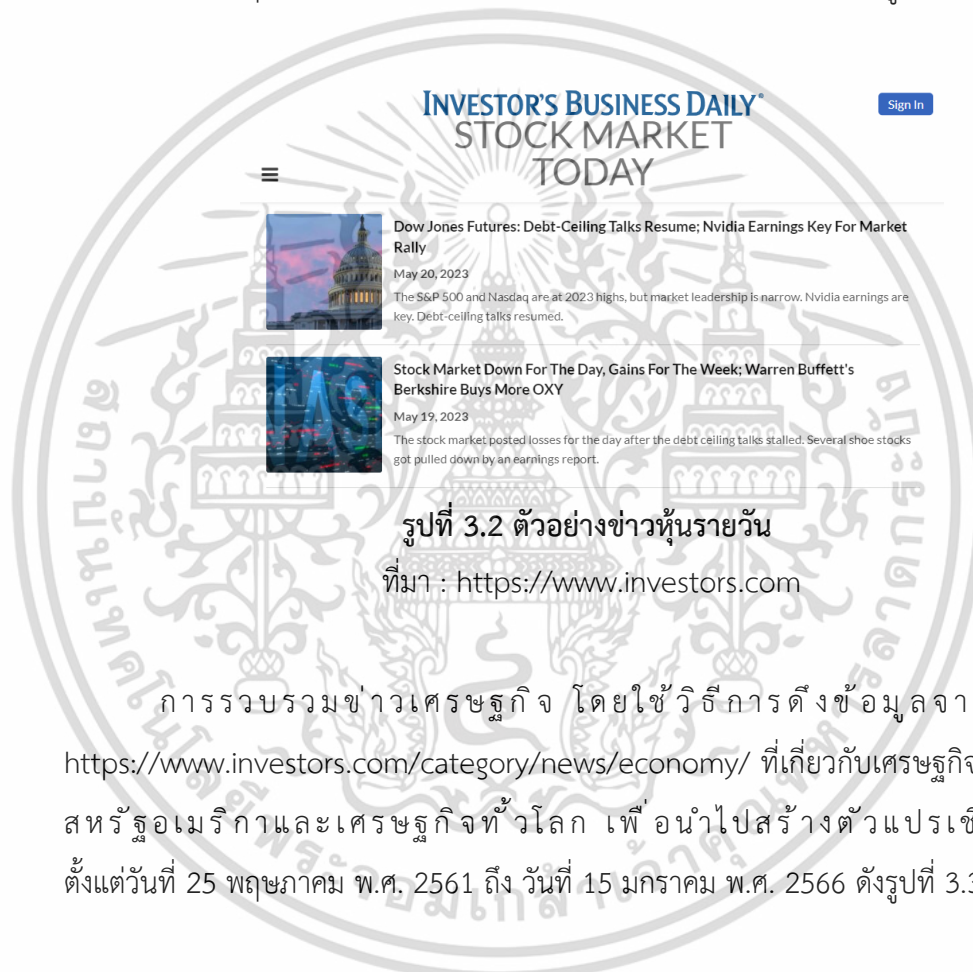 INVESTOR'S BUSINESS DAILY®
Sign In
STOCK MARKET
TODAY
Dow Jones Futures: Debt-Ceiling Talks Resume; Nvidia Earnings Key For Market
Rally
May 20, 2023
The S&P 500 and Nasdaq are at 2023 highs, but market leadership is narrow. Nvidia earnings are
key. Debt-ceiling talks resumed.
Stock Market Down For The Day, Gains For The Week; Warren Buffett's
Berkshire Buys More OXY
May 19, 2023
The stock market posted losses for the day after the debt ceiling talks stalled. Several shoe stocks
got pulled down by an earnings report.
รูปที่ 3.2 ตัวอย่างข่าวหุ้นรายวัน
ที่มา : https://www.investors.com
การรวบรวมข่าวเศรษฐกิจ โดยใช้วิธีการดึงข้อมูลจา
https://www.investors.com/category/news/economy/ ที่เกี่ยวกับเศรษฐกิจ
สหรัฐอเมริกาและเศรษฐกิจทั่วโลก เพื่อนำไปสร้างตัวแปรเชิ
ตั้งแต่วันที่ 25 พฤษภาคม พ.ศ. 2561 ถึง วันที่ 15 มกราคม พ.ศ. 2566 ดังรูปที่ 3.3